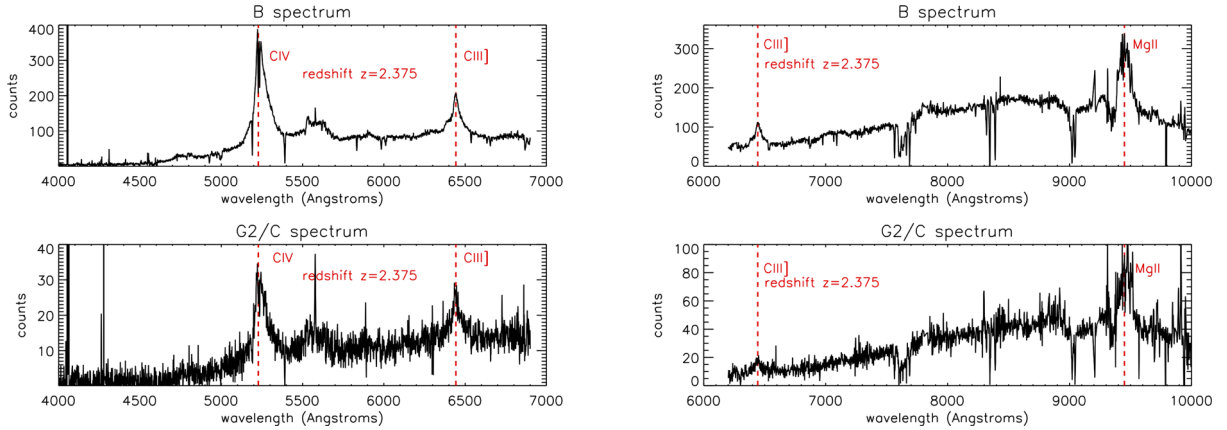 B spectrum
400
300
200
100
counts
CIV
CIII]
redshift z=2.375
4000 4500 5000 5500 6000 6500 7000
wavelength (Angstroms)
B spectrum
300
200
100
0
counts
CIII]
MgII
redshift z=2.375
6000 7000 8000 9000 10000
wavelength (Angstroms)
G2/C spectrum
40
30
20
10
counts
CIV
CIII]
redshift z=2.375
4000 4500 5000 5500 6000 6500 7000
wavelength (Angstroms)
G2/C spectrum
100
80
60
40
20
0
counts
CIII]
MgII
redshift z=2.375
6000 7000 8000 9000 10000
wavelength (Angstroms)